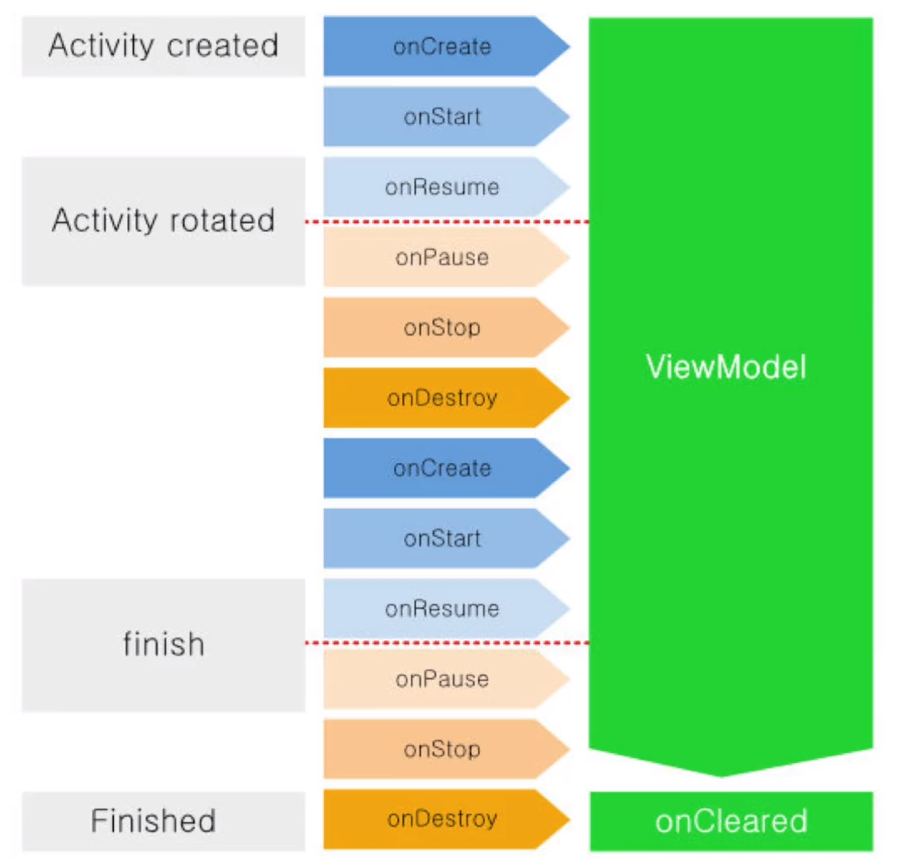 Activity created
onCreate
onStart
Activity rotated
onResume
onPause
onStop
onDestroy
onCreate
onStart
finish
onResume
onPause
onStop
Finished
onDestroy
ViewModel
onCleared